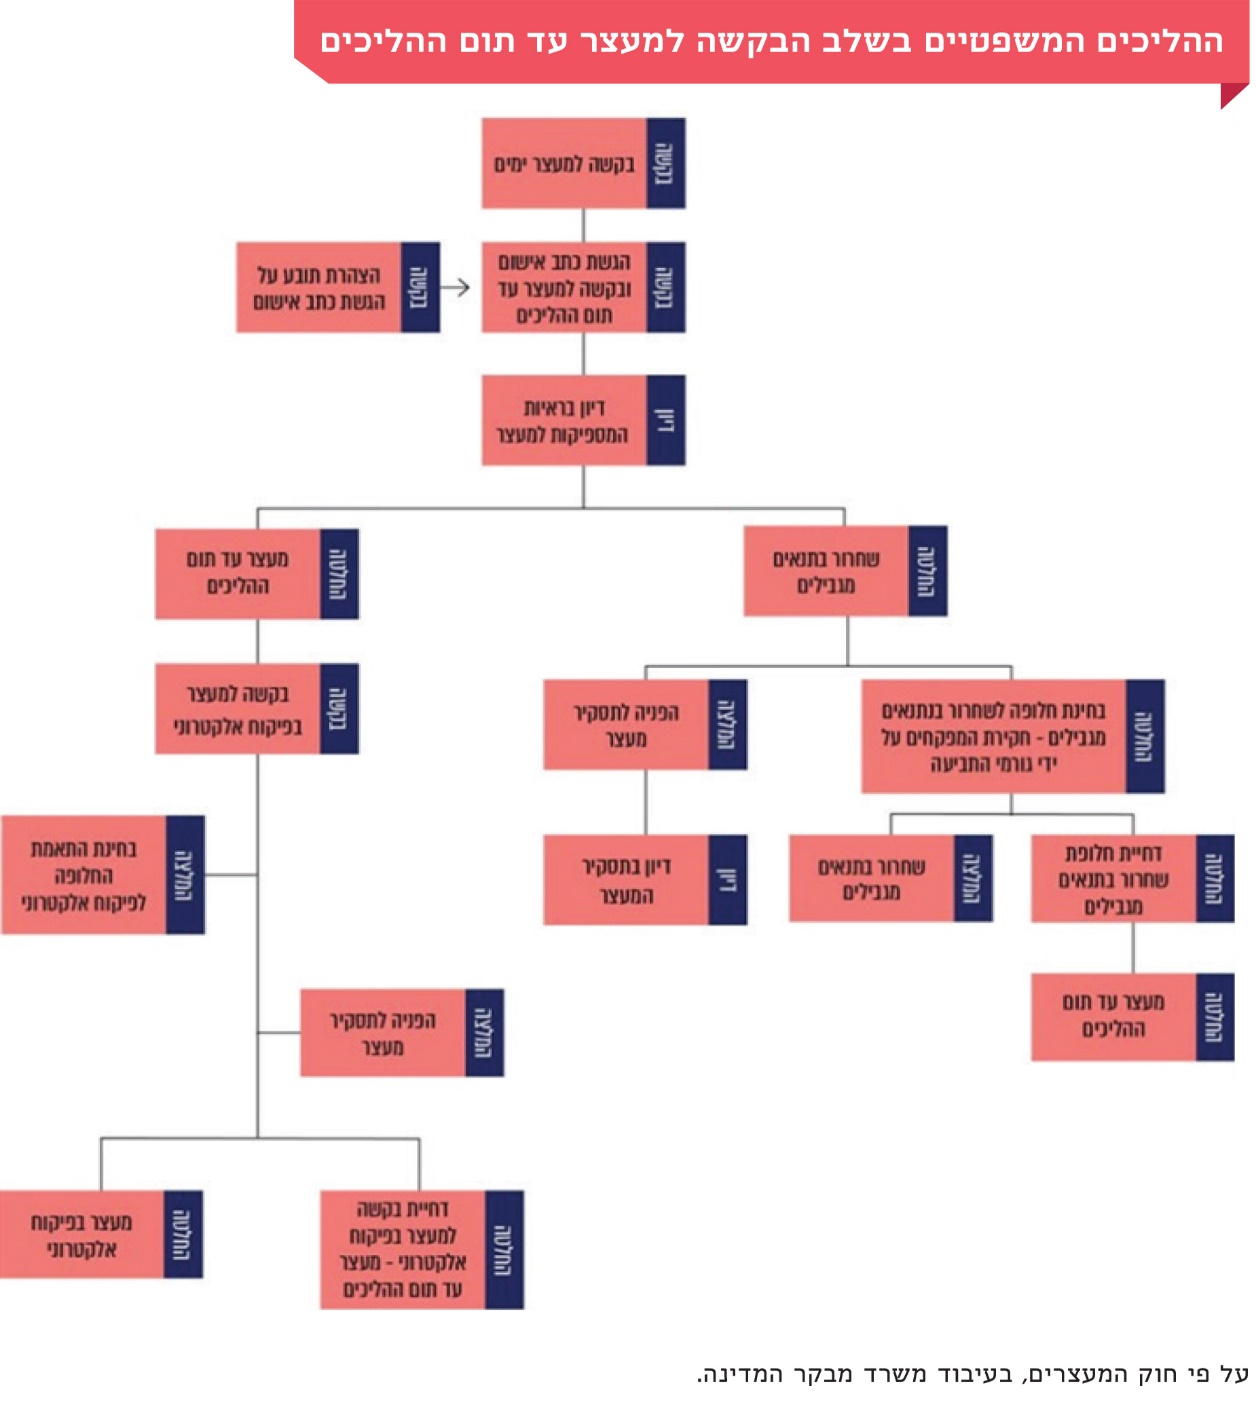 ההליכים המשפטיים בשלב הבקשה למעצר עד תום ההליכים
בקשה
בקשה למעצר ימים
בקשה
הגשת כתב אישום
ובקשה למעצר עד
תום ההליכים
בקשה
הצהרת תובע על
הגשת כתב אישום
דיון
דיון בראיות
המספיקות למעצר
החלטה
שחרור בתנאים
מגבילים
החלטה
מעצר עד תום
ההליכים
החלטה
בחינת חלופה לשחרור בנתנאים
מגבילים - חקירת המפקחים על
ידי גורמי התביעה
המלצה
הפניה לתסקיר
מעצר
בקשה
בקשה למעצר
בפיקוח אלקטרוני
החלטה
דחיית חלופת
שחרור בתנאים
מגבילים
המלצה
שחרור בתנאים
מגבילים
דיון
דיון בתסקיר
המעצר
המלצה
בחינת התאמת
החלופה
לפיקוח אלקטרוני
החלטה
מעצר עד תום
ההליכים
המלצה
הפניה לתסקיר
מעצר
החלטה
דחיית בקשה
למעצר בפיקוח
אלקטרוני - מעצר
עד תום ההליכים
החלטה
מעצר בפיקוח
אלקטרוני
על פי חוק המעצרים, בעיבוד משרד מבקר המדינה.